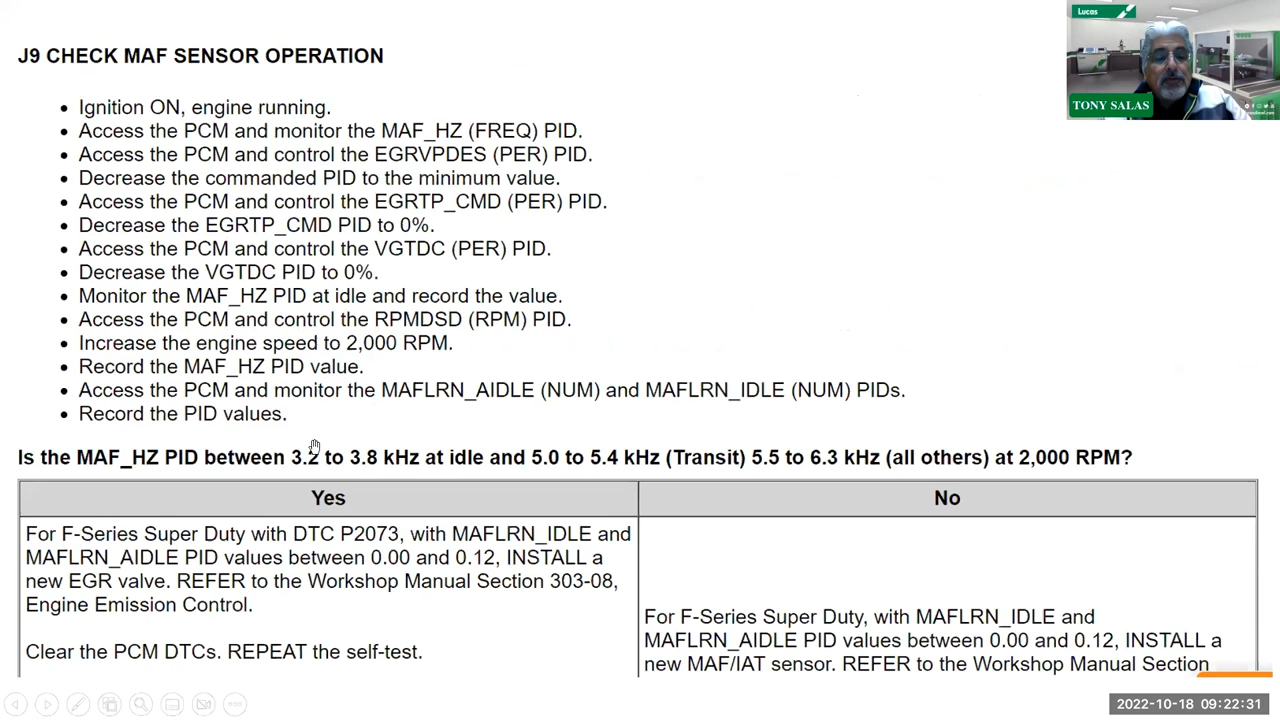 Lucas
TONY SALAS
J9 CHECK MAF SENSOR OPERATION
• Ignition ON, engine running.
• Access the PCM and monitor the MAF_HZ (FREQ) PID.
• Access the PCM and control the EGRVPDES (PER) PID.
• Decrease the commanded PID to the minimum value.
• Access the PCM and control the EGRTP_CMD (PER) PID.
• Decrease the EGRTP_CMD PID to 0%.
• Access the PCM and control the VGTDC (PER) PID.
• Decrease the VGTDC PID to 0%.
• Monitor the MAF_HZ PID at idle and record the value.
• Access the PCM and control the RPMDSD (RPM) PID.
• Increase the engine speed to 2,000 RPM.
• Record the MAF_HZ PID value.
• Access the PCM and monitor the MAFLRN_AIDLE (NUM) and MAFLRN_IDLE (NUM) PIDs.
• Record the PID values.
Is the MAF_HZ PID between 3.2 to 3.8 kHz at idle and 5.0 to 5.4 kHz (Transit) 5.5 to 6.3 kHz (all others) at 2,000 RPM?
Yes
For F-Series Super Duty with DTC P2073, with MAFLRN_IDLE and
MAFLRN_AIDLE PID values between 0.00 and 0.12, INSTALL a
new EGR valve. REFER to the Workshop Manual Section 303-08,
Engine Emission Control.
Clear the PCM DTCs. REPEAT the self-test.
No
For F-Series Super Duty, with MAFLRN_IDLE and
MAFLRN_AIDLE PID values between 0.00 and 0.12, INSTALL a
new MAF/IAT sensor. REFER to the Workshop Manual Section
2022-10-18 09:22:31